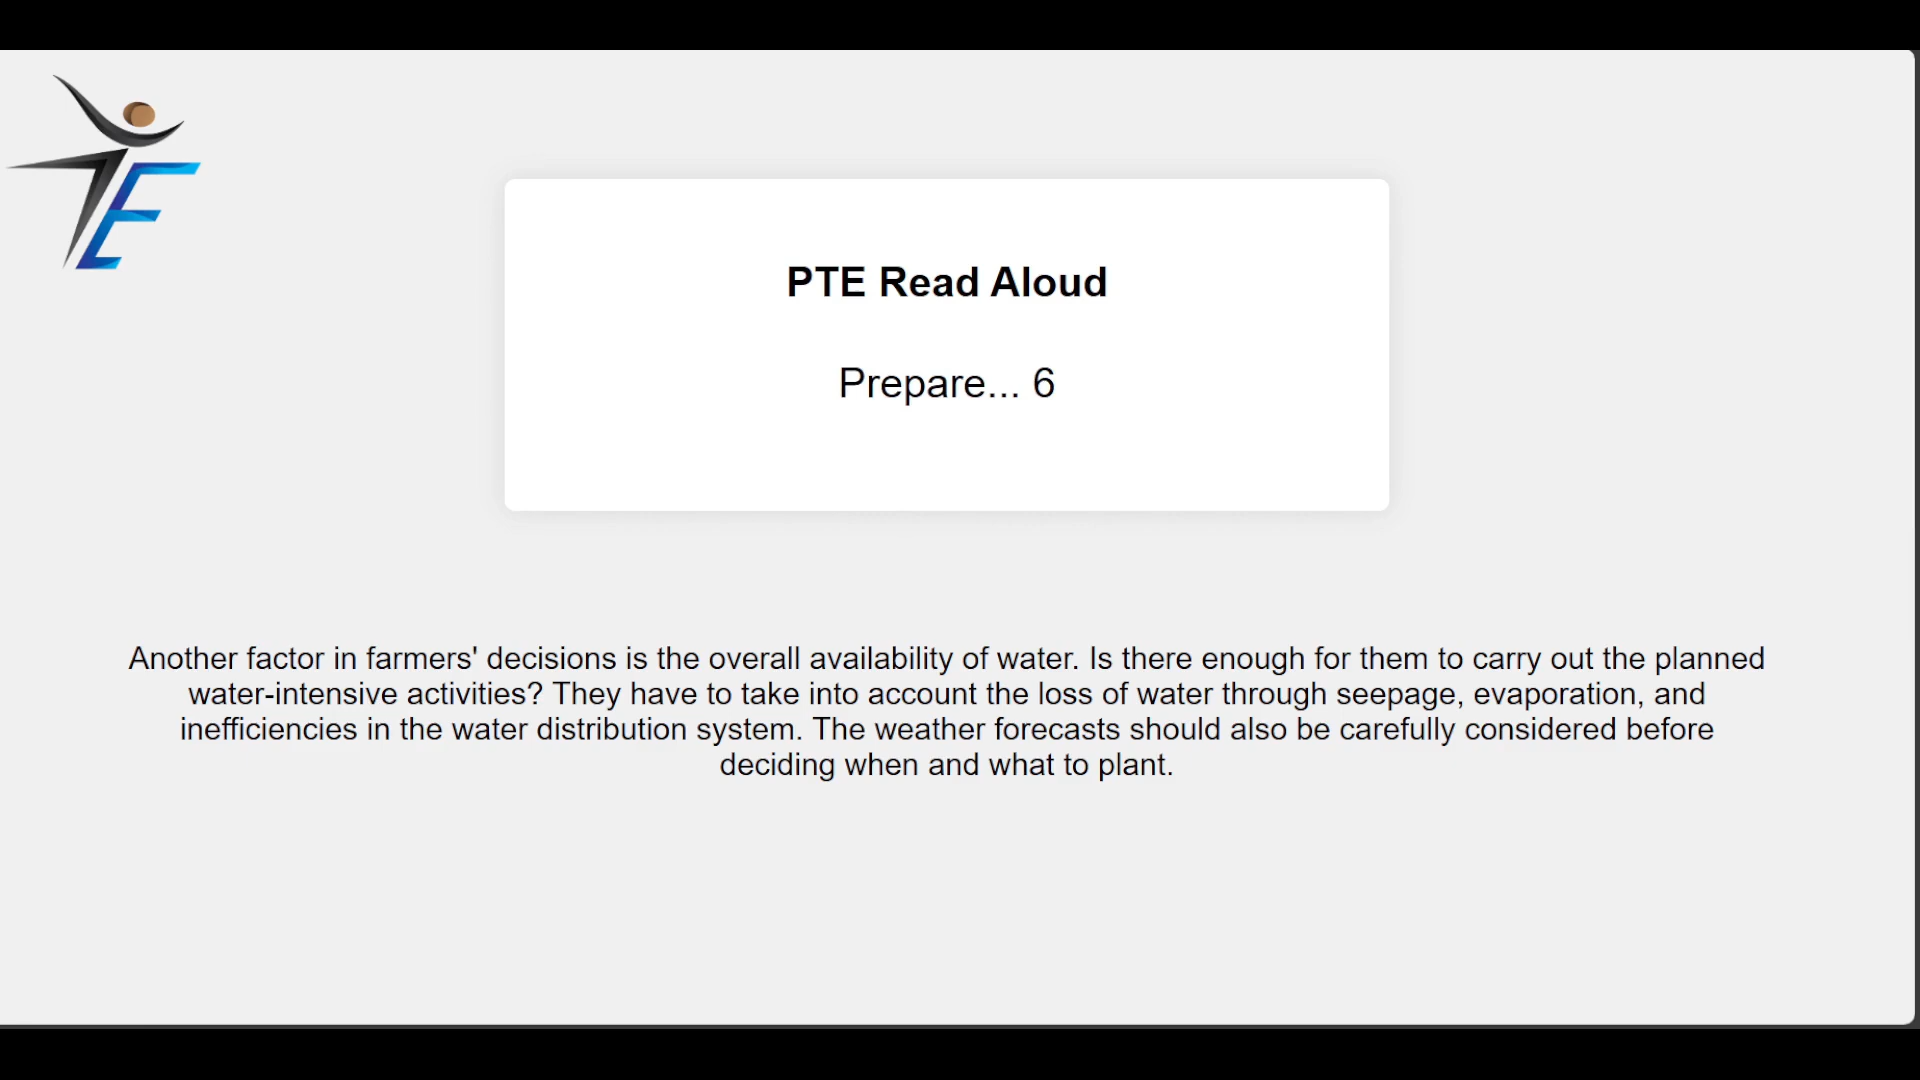 PTE Read Aloud
Prepare... 6
Another factor in farmers' decisions is the overall availability of water. Is there enough for them to carry out the planned
water-intensive activities? They have to take into account the loss of water through seepage, evaporation, and
inefficiencies in the water distribution system. The weather forecasts should also be carefully considered before
deciding when and what to plant.